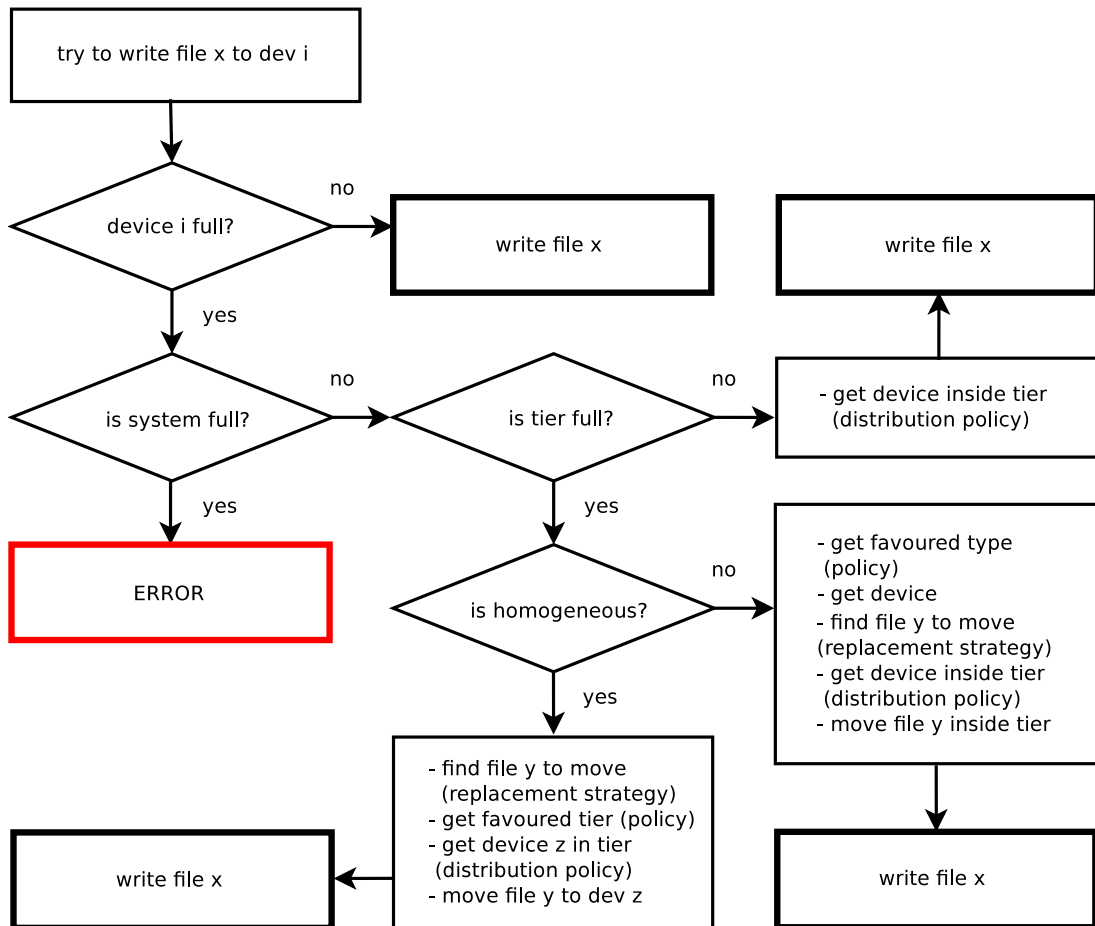 try to write file x to dev i
device i full?
no
write file x
write file x
yes
is system full?
no
is tier full?
no
- get device inside tier
(distribution policy)
yes
ERROR
yes
is homogeneous?
no
- get favoured type
(policy)
- get device
- find file y to move
(replacement strategy)
- get device inside tier
(distribution policy)
- move file y inside tier
yes
- find file y to move
(replacement strategy)
- get favoured tier (policy)
- get device z in tier
(distribution policy)
- move file y to dev z
write file x
write file x